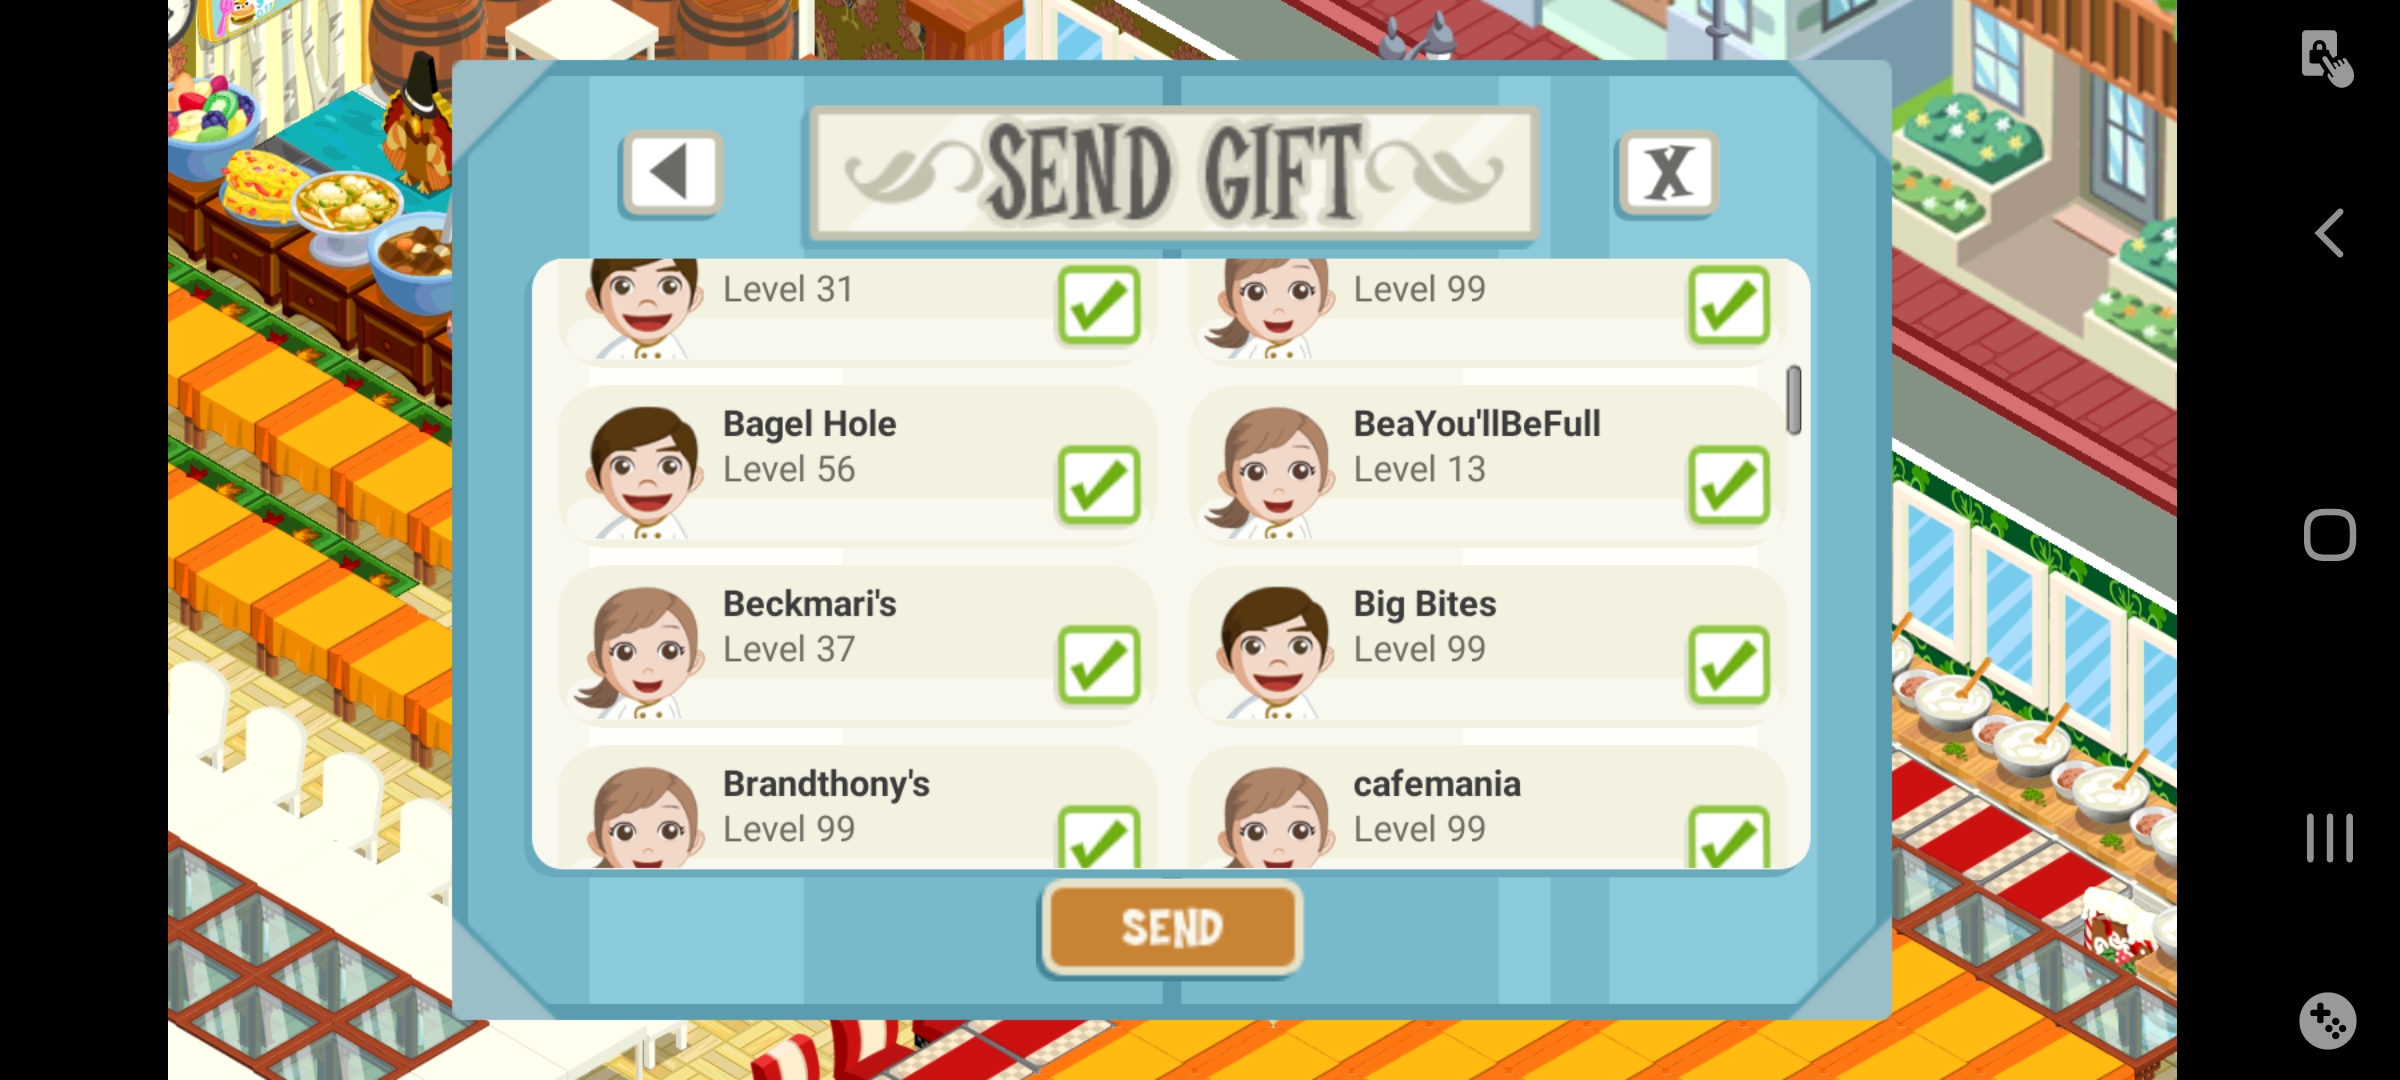 SEND GIFT
X
Level 31
Level 99
Bagel Hole
Level 56
BeaYou'llBeFull
Level 13
Beckmari's
Level 37
Big Bites
Level 99
Brandthony's
Level 99
cafemania
Level 99
SEND